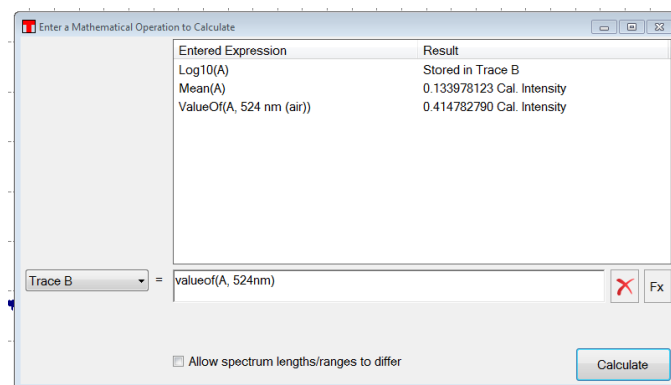 Enter a Mathematical Operation to Calculate
Entered Expression Result
Log10(A) Stored in Trace B
Mean(A) 0.133978123 Cal. Intensity
ValueOf(A, 524 nm (air)) 0.414782790 Cal. Intensity
Trace B = valueof(A, 524nm) Fx
Allow spectrum lengths/ranges to differ Calculate